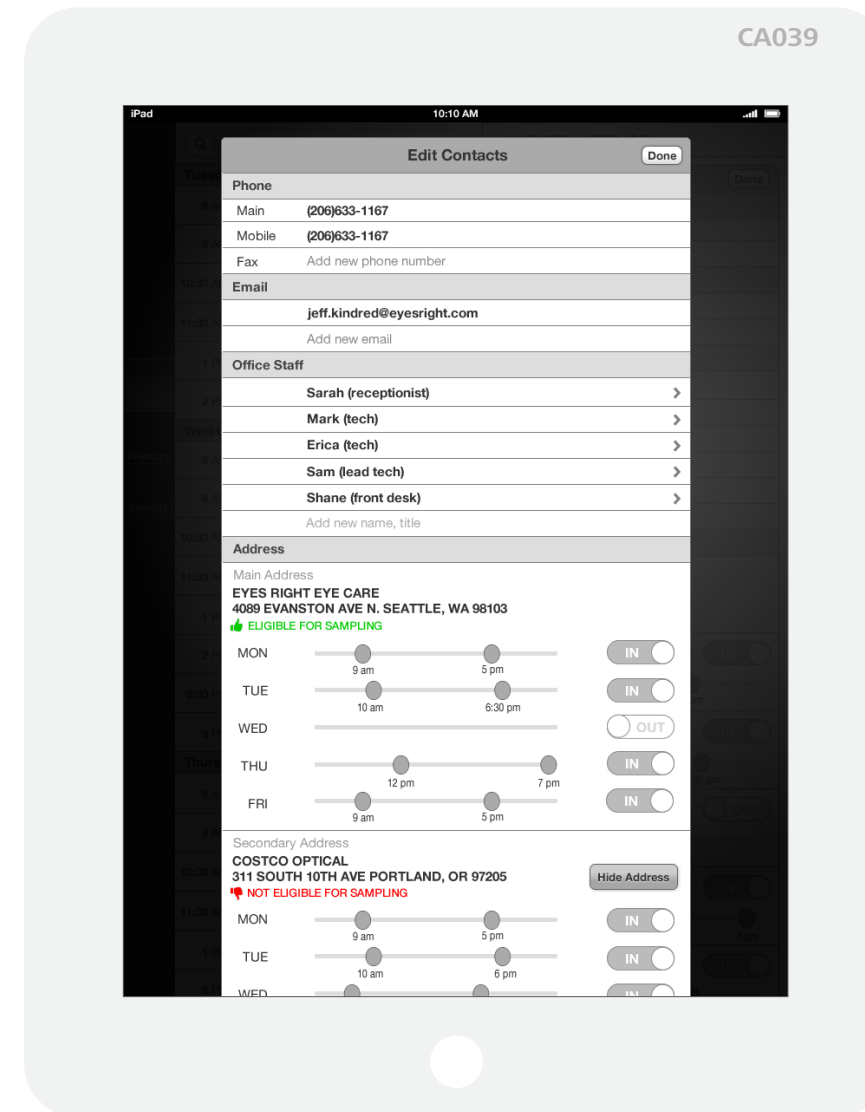 CA039
iPad 10:10 AM
Edit Contacts Done
Done
Phone
Main (206)633-1167
Mobile (206)633-1167
Fax Add new phone number
Email
jeff.kindred@eyesright.com
Add new email
Office Staff
Sarah (receptionist)
Mark (tech)
Erica (tech)
Sam (lead tech)
Shane (front desk)
Add new name, title
Address
Main Address
EYES RIGHT EYE CARE
4089 EVANSTON AVE N. SEATTLE, WA 98103
ELIGIBLE FOR SAMPLING
MON IN
9 am 5 pm
TUE IN
10 am 6:30 pm
WED OUT
THU IN
12 pm 7 pm
FRI IN
9 am 5 pm
Secondary Address
COSTCO OPTICAL
311 SOUTH 10TH AVE PORTLAND, OR 97205
Hide Address
NOT ELIGIBLE FOR SAMPLING
MON IN
9 am 5 pm
TUE IN
10 am 6 pm
WED IN